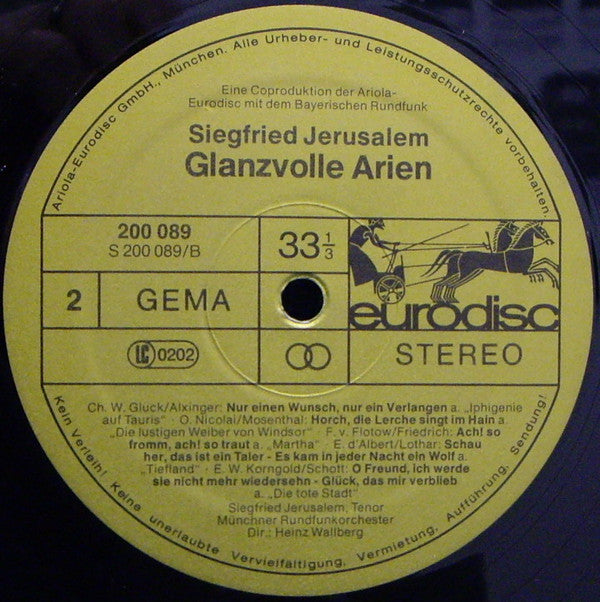 Ariola-Eurodisc GmbH., München. Alle Urheber- und Leistungsschutzrechte vorbehalten.
Eine Coproduktion der Ariola-
Eurodisc mit dem Bayerischen Rundfunk
Siegfried Jerusalem
Glanzvolle Arien
200 089
S 200 089/B
33 1/3
2
GEMA
eurodisc
LC 0202
STEREO
Ch. W. Gluck/Alxinger: Nur einen Wunsch, nur ein Verlangen a. „Iphigenie
auf Tauris" · O. Nicolai/Mosenthal: Horch, die Lerche singt im Hain a.
„Die lustigen Weiber von Windsor" · F. v. Flotow/Friedrich: Ach! so
fromm, ach! so traut a. „Martha" · E. d'Albert/Lothar: Schau
her, das ist ein Taler - Es kam in jeder Nacht ein Wolf a.
„Tiefland" · E. W. Korngold/Schott: O Freund, ich werde
sie nicht mehr wiedersehn - Glück, das mir verblieb
a. „Die tote Stadt"
Siegfried Jerusalem, Tenor
Münchner Rundfunkorchester
Dir.: Heinz Wallberg
Kein Verleih! Keine unerlaubte Vervielfältigung, Vermietung, Aufführung, Sendung!